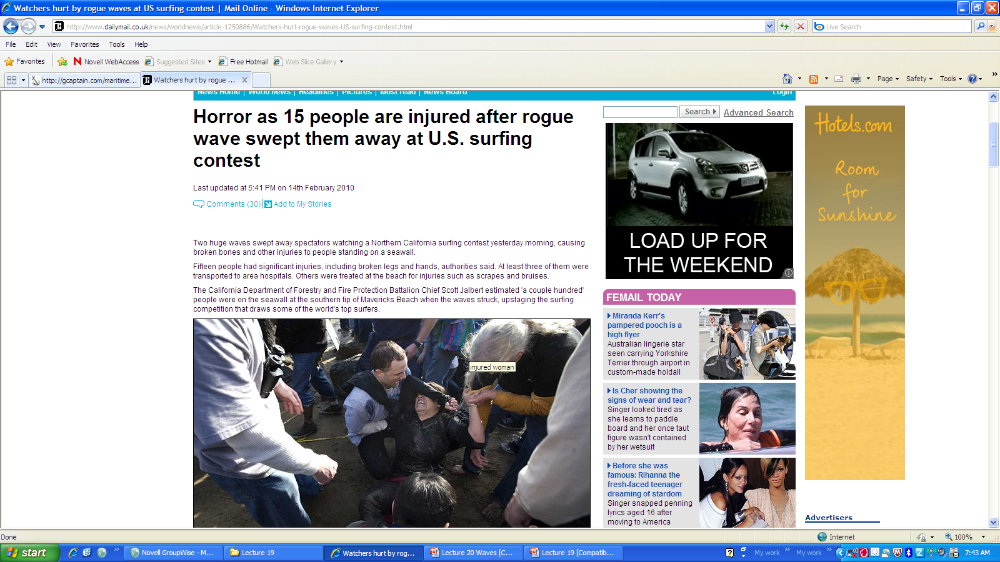 Watchers hurt by rogue waves at US surfing contest | Mail Online - Windows Internet Explorer
http://www.dailymail.co.uk/news/worldnews/article-1250886/Watchers-hurt-rogue-waves-US-surfing-contest.html
Live Search
File Edit View Favorites Tools Help
Favorites Novell WebAccess Suggested Sites Free Hotmail Web Slice Gallery
http://gcaptain.com/maritime... Watchers hurt by rogue ... Page Safety Tools
News Home | World news | Headlines | Pictures | Most read | News Board Login
Horror as 15 people are injured after rogue
wave swept them away at U.S. surfing
contest
Last updated at 5:41 PM on 14th February 2010
Comments (30) | Add to My Stories
Two huge waves swept away spectators watching a Northern California surfing contest yesterday morning, causing
broken bones and other injuries to people standing on a seawall.
Fifteen people had significant injuries, including broken legs and hands, authorities said. At least three of them were
transported to area hospitals. Others were treated at the beach for injuries such as scrapes and bruises.
The California Department of Forestry and Fire Protection Battalion Chief Scott Jalbert estimated 'a couple hundred'
people were on the seawall at the southern tip of Mavericks Beach when the waves struck, upstaging the surfing
competition that draws some of the world's top surfers.
injured woman
Search Advanced Search
LOAD UP FOR
THE WEEKEND
FEMAIL TODAY
Miranda Kerr's
pampered pooch is a
high flyer
Australian lingerie star
seen carrying Yorkshire
Terrier through airport in
custom-made holdall
Is Cher showing the
signs of wear and tear?
Singer looked tired as
she learns to paddle
board and her once taut
figure wasn't contained
by her wetsuit
Before she was
famous: Rihanna the
fresh-faced teenager
dreaming of stardom
Singer snapped penning
lyrics aged 16 after
moving to America
Hotels.com
Room
for
Sunshine
Advertisers
Done Internet 100%
start Novell GroupWise - M... Lecture 19 Watchers hurt by rog... Lecture 20 Waves [C... Lecture 19 [Compatib... My work My work 7:43 AM